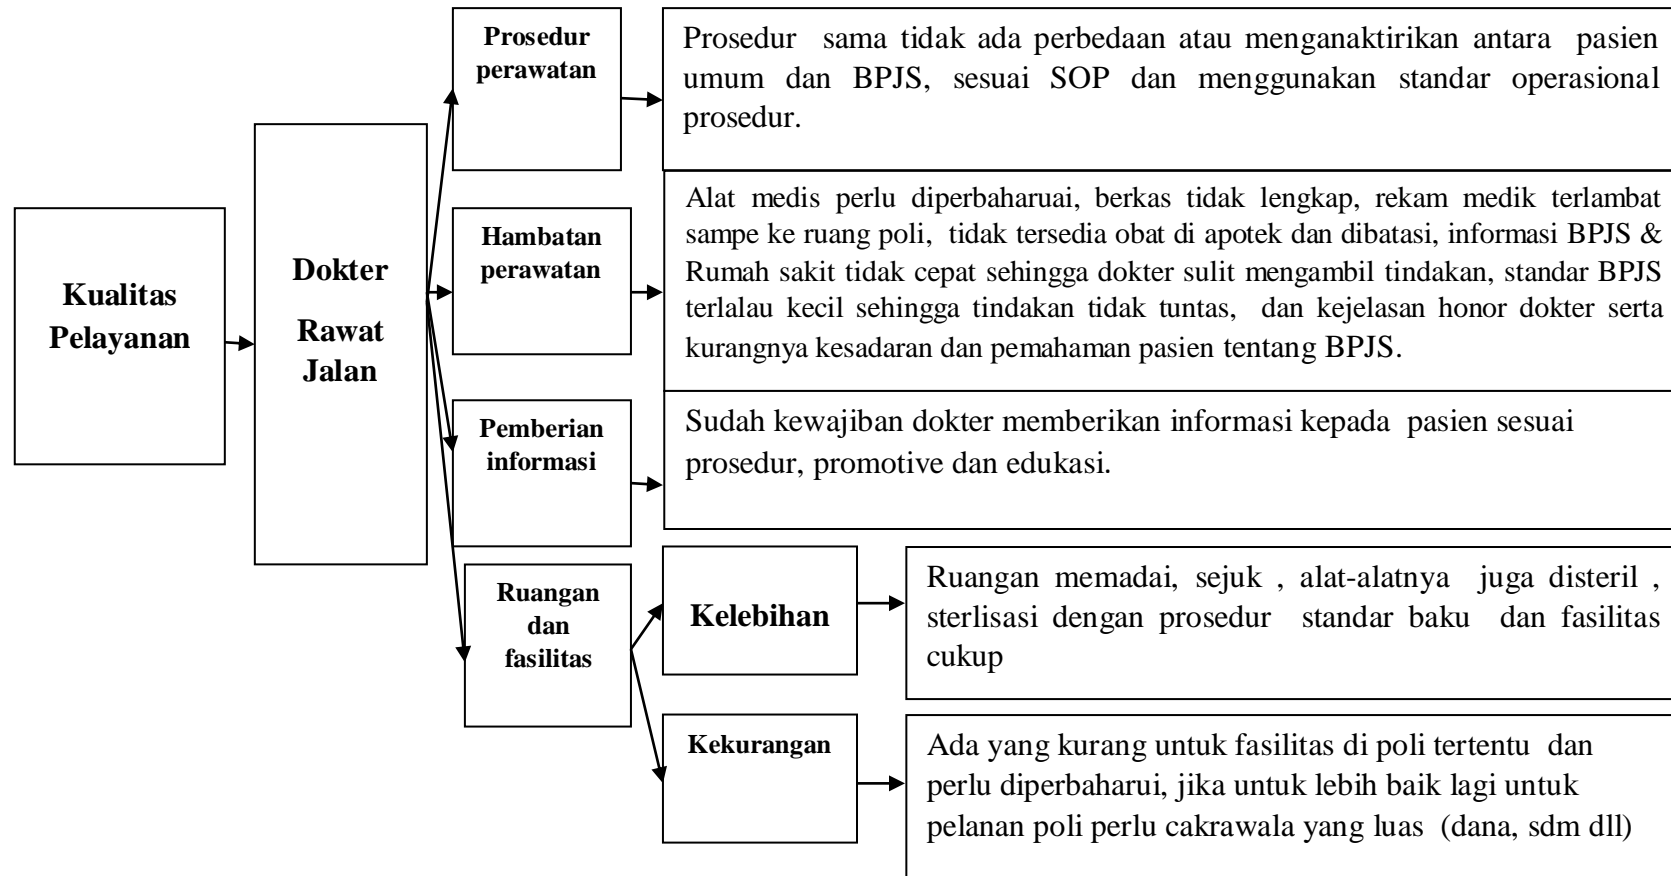 Prosedur
perawatan
Prosedur sama tidak ada perbedaan atau menganaktirikan antara pasien
umum dan BPJS, sesuai SOP dan menggunakan standar operasional
prosedur.
Kualitas
Pelayanan
Dokter
Rawat
Jalan
Hambatan
perawatan
Alat medis perlu diperbaharuai, berkas tidak lengkap, rekam medik terlambat
sampe ke ruang poli, tidak tersedia obat di apotek dan dibatasi, informasi BPJS &
Rumah sakit tidak cepat sehingga dokter sulit mengambil tindakan, standar BPJS
terlalau kecil sehingga tindakan tidak tuntas, dan kejelasan honor dokter serta
kurangnya kesadaran dan pemahaman pasien tentang BPJS.
Pemberian
informasi
Sudah kewajiban dokter memberikan informasi kepada pasien sesuai
prosedur, promotive dan edukasi.
Ruangan
dan
fasilitas
Kelebihan
Ruangan memadai, sejuk , alat-alatnya juga disteril ,
sterlisasi dengan prosedur standar baku dan fasilitas
cukup
Kekurangan
Ada yang kurang untuk fasilitas di poli tertentu dan
perlu diperbaharui, jika untuk lebih baik lagi untuk
pelanan poli perlu cakrawala yang luas (dana, sdm dll)